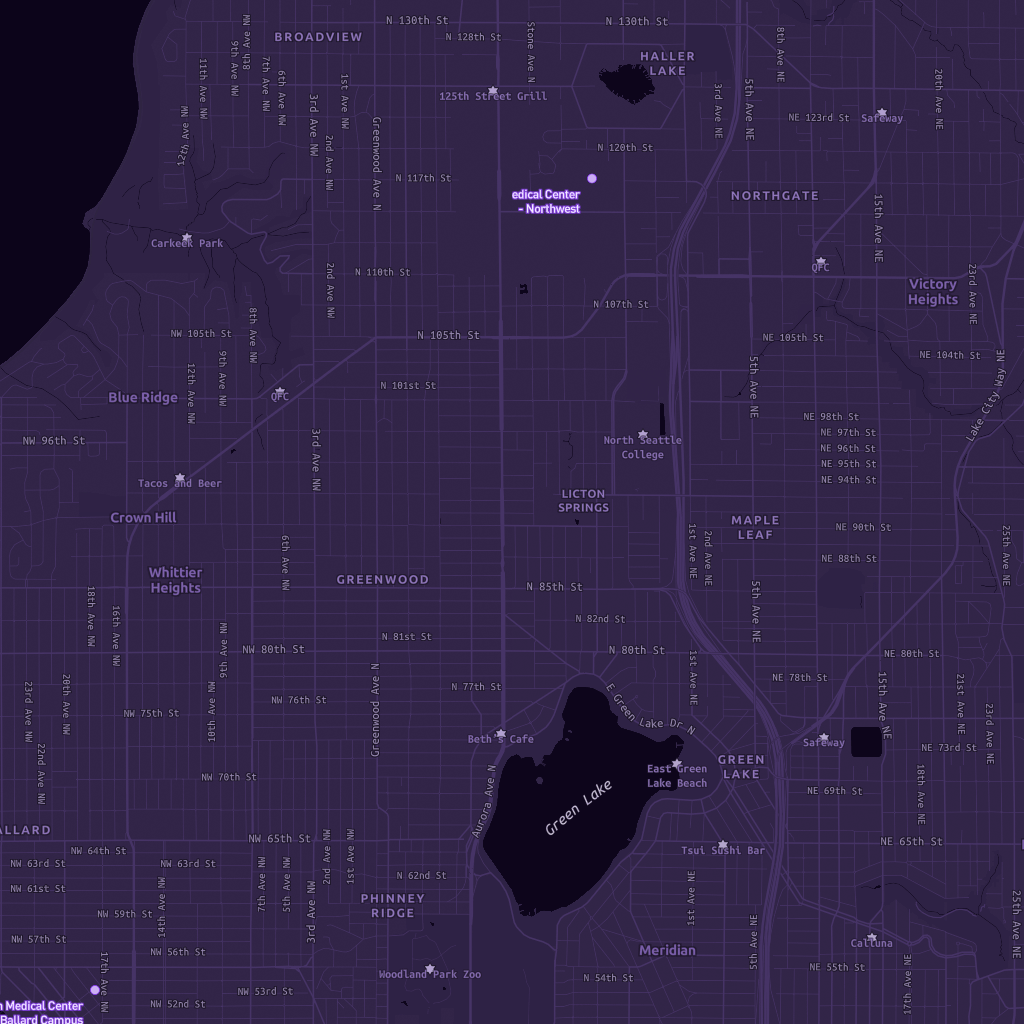 N 130th St
N 130th St
BROADVIEW
N 128th St
Stone Ave N
8th Ave NW
9th Ave NW
7th Ave NW
6th Ave NW
11th Ave NW
1st Ave NW
3rd Ave NW
12th Ave NW
2nd Ave NW
Greenwood Ave N
HALLER
LAKE
8th Ave NE
5th Ave NE
3rd Ave NE
20th Ave NE
125th Street Grill
NE 123rd St
Safeway
N 120th St
N 117th St
edical Center
- Northwest
NORTHGATE
15th Ave NE
Carkeek Park
N 110th St
2nd Ave NW
QFC
23rd Ave NE
Victory
Heights
N 107th St
8th Ave NW
NW 105th St
N 105th St
NE 105th St
NE 104th St
9th Ave NW
12th Ave NW
5th Ave NE
N 101st St
QFC
Blue Ridge
Lake City Way NE
NE 98th St
NE 97th St
NE 96th St
NE 95th St
NE 94th St
NW 96th St
3rd Ave NW
North Seattle
College
Tacos and Beer
LICTON
SPRINGS
Crown Hill
MAPLE
LEAF
NE 90th St
1st Ave NE
2nd Ave NE
25th Ave NE
NE 88th St
6th Ave NW
Whittier
Heights
GREENWOOD
N 85th St
5th Ave NE
18th Ave NW
16th Ave NW
N 82nd St
9th Ave NW
N 81st St
NW 80th St
N 80th St
NE 80th St
1st Ave NE
NE 78th St
23rd Ave NW
20th Ave NW
10th Ave NW
Greenwood Ave N
N 77th St
E Green Lake Dr N
15th Ave NE
21st Ave NE
23rd Ave NE
NW 76th St
NW 75th St
22nd Ave NW
Beth's Cafe
Safeway
NE 73rd St
GREEN
LAKE
East Green
Lake Beach
NW 70th St
Aurora Ave N
Green Lake
NE 69th St
18th Ave NE
ALLARD
NW 65th St
NE 65th St
NW 64th St
NW 63rd St
NW 63rd St
Tsui Sushi Bar
7th Ave NW
5th Ave NW
2nd Ave NW
1st Ave NW
N 62nd St
NW 61st St
14th Ave NW
3rd Ave NW
1st Ave NE
PHINNEY
RIDGE
NW 59th St
25th Ave NE
5th Ave NE
NW 57th St
NW 56th St
Meridian
Calluna
17th Ave NW
Woodland Park Zoo
N 54th St
NE 55th St
17th Ave NE
NW 53rd St
NW 52nd St
Medical Center
Ballard Campus